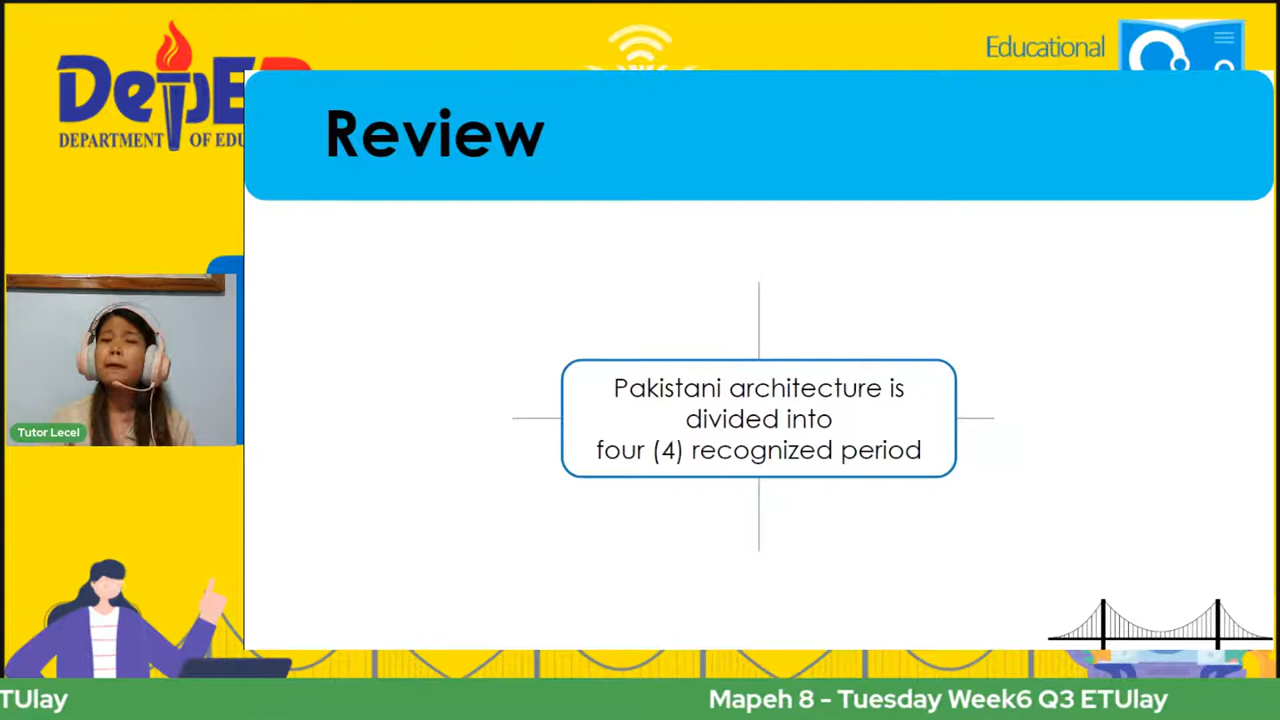 DepED
DEPARTMENT OF EDU
Educational
Review
Pakistani architecture is
divided into
four (4) recognized period
Tutor Lecel
TUlay
Mapeh 8 - Tuesday Week6 Q3 ETUlay